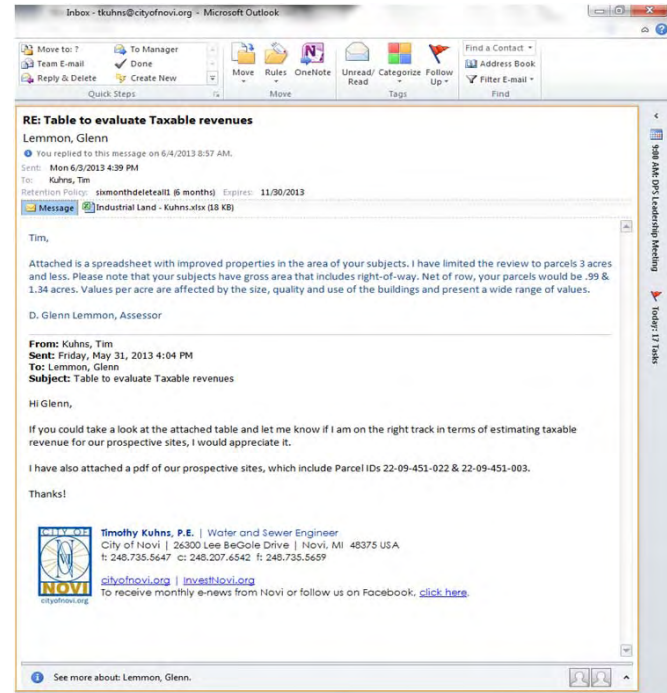 Inbox - tkuhns@cityofnovi.org - Microsoft Outlook
Move to: ? To Manager
Team E-mail Done
Reply & Delete Create New
Quick Steps
Move Rules OneNote
Move
Unread/ Read Categorize Follow Up
Tags
Find a Contact
Address Book
Filter E-mail
Find
RE: Table to evaluate Taxable revenues
Lemmon, Glenn
You replied to this message on 6/4/2013 8:57 AM.
Sent: Mon 6/3/2013 4:39 PM
To: Kuhns, Tim
Retention Policy: sixmonthdeleteall1 (6 months) Expires: 11/30/2013
Message Industrial Land - Kuhns.xlsx (18 KB)
Tim,
Attached is a spreadsheet with improved properties in the area of your subjects. I have limited the review to parcels 3 acres
and less. Please note that your subjects have gross area that includes right-of-way. Net of row, your parcels would be .99 &
1.34 acres. Values per acre are affected by the size, quality and use of the buildings and present a wide range of values.
D. Glenn Lemmon, Assessor
From: Kuhns, Tim
Sent: Friday, May 31, 2013 4:04 PM
To: Lemmon, Glenn
Subject: Table to evaluate Taxable revenues
Hi Glenn,
If you could take a look at the attached table and let me know if I am on the right track in terms of estimating taxable
revenue for our prospective sites, I would appreciate it.
I have also attached a pdf of our prospective sites, which include Parcel IDs 22-09-451-022 & 22-09-451-003.
Thanks!
CITY OF
NOVI
cityofnovi.org
Timothy Kuhns, P.E. | Water and Sewer Engineer
City of Novi | 26300 Lee BeGole Drive | Novi, MI 48375 USA
t: 248.735.5647 c: 248.207.6542 f: 248.735.5659
cityofnovi.org | InvestNovi.org
To receive monthly e-news from Novi or follow us on Facebook, click here.
See more about: Lemmon, Glenn.
9:00 AM: DPS Leadership Meeting
Today: 17 Tasks